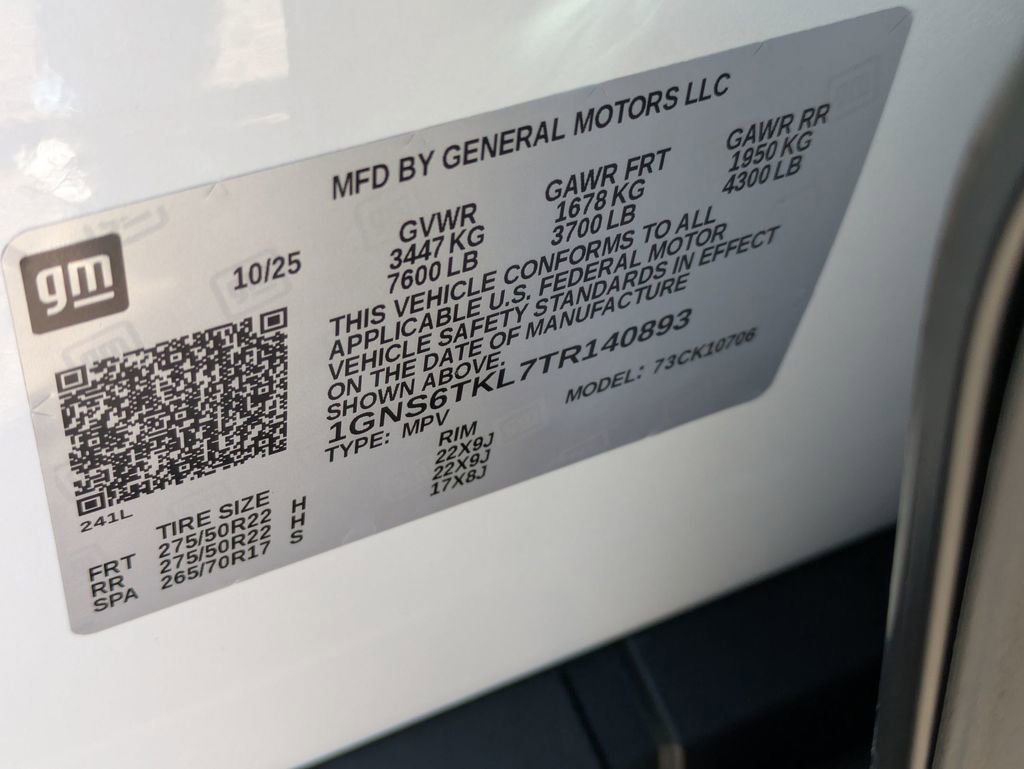 MFD BY GENERAL MOTORS LLC
gm
10/25
GVWR GAWR FRT GAWR RR
3447 KG 1678 KG 1950 KG
7600 LB 3700 LB 4300 LB
THIS VEHICLE CONFORMS TO ALL
APPLICABLE U.S. FEDERAL MOTOR
VEHICLE SAFETY STANDARDS IN EFFECT
ON THE DATE OF MANUFACTURE
SHOWN ABOVE.
1GNS6TKL7TR140893
TYPE: MPV MODEL: 73CK10706
241L
TIRE SIZE RIM
FRT 275/50R22 H 22X9J
RR 275/50R22 H 22X9J
SPA 265/70R17 S 17X8J